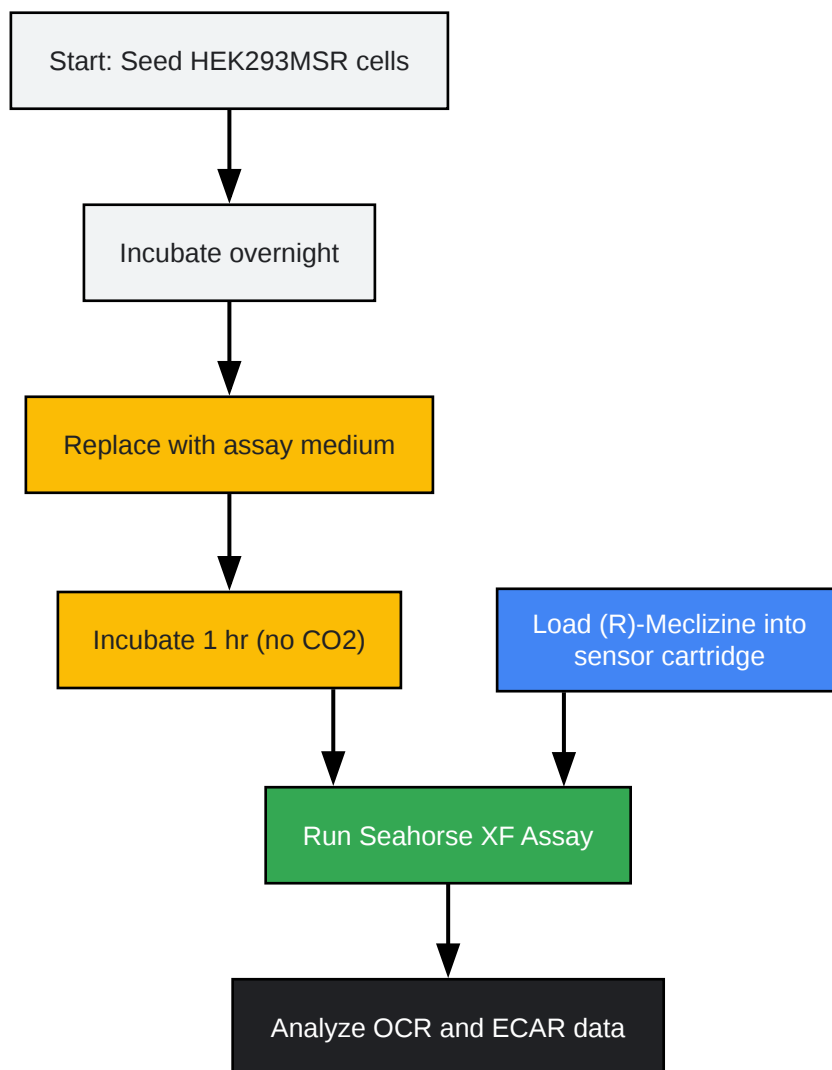 Start: Seed HEK293MSR cells
Incubate overnight
Replace with assay medium
Incubate 1 hr (no CO2)
Load (R)-Meclizine into
sensor cartridge
Run Seahorse XF Assay
Analyze OCR and ECAR data